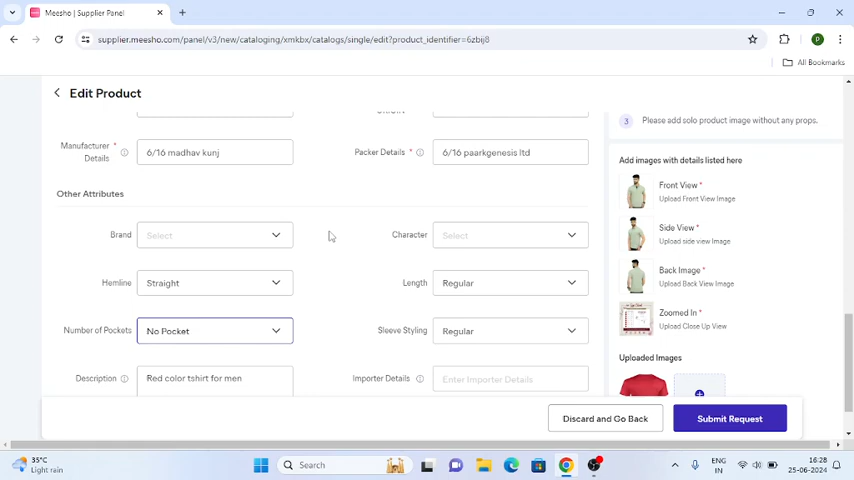 Meesho | Supplier Panel
supplier.meesho.com/panel/v3/new/cataloging/xmkbx/catalogs/single/edit?product_identifier=6zbij8
P
All Bookmarks
Edit Product
3 Please add solo product image without any props.
Manufacturer * Details
6/16 madhav kunj
Packer Details *
6/16 paarkgenesis ltd
Add images with details listed here
Front View *
Upload Front View Image
Other Attributes
Brand
Select
Character
Select
Side View *
Upload side view Image
Back Image *
Upload Back View Image
Hemline
Straight
Length
Regular
Zoomed In *
Upload Close Up View
Number of Pockets
No Pocket
Sleeve Styling
Regular
Uploaded Images
Description
Red color tshirt for men
Importer Details
Enter Importer Details
Discard and Go Back
Submit Request
35°C
Light rain
Search
ENG
IN
16:28
25-06-2024